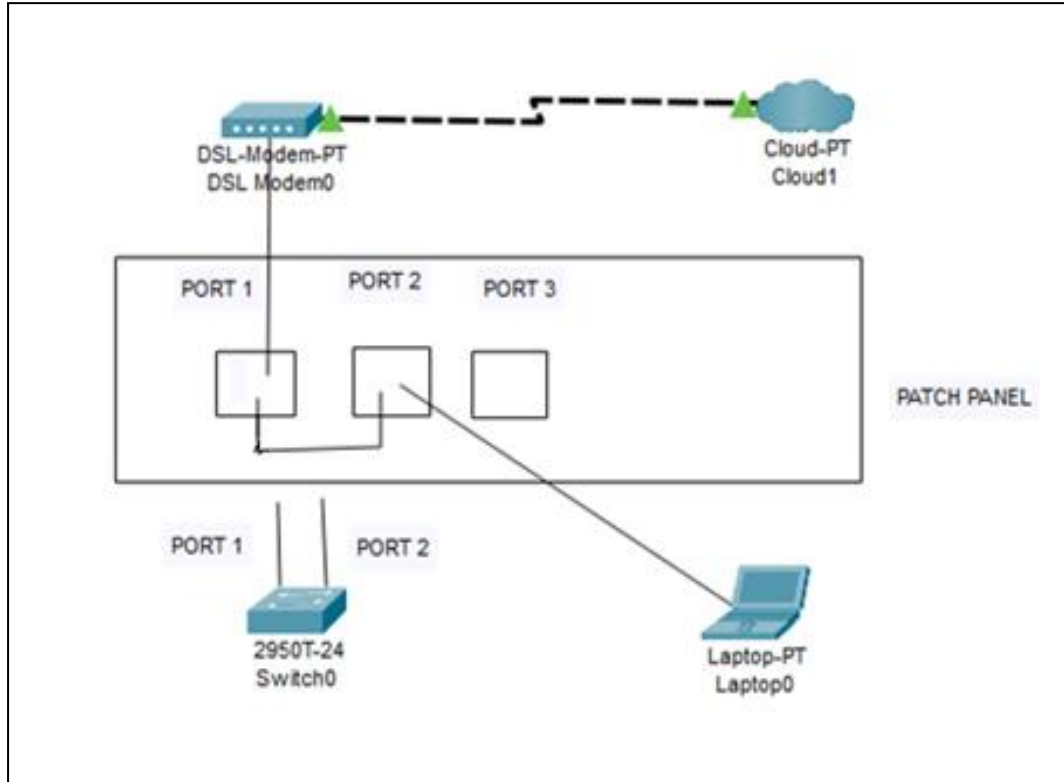 DSL-Modem-PT
DSL Modem0
Cloud-PT
Cloud1
PORT 1
PORT 2
PORT 3
PATCH PANEL
PORT 1
PORT 2
2950T-24
Switch0
Laptop-PT
Laptop0